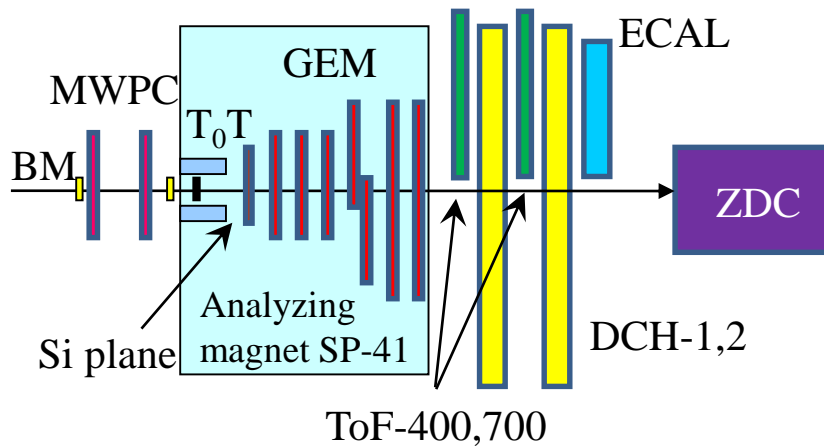 ECAL
GEM
MWPC
T₀T
BM
ZDC
Analyzing
magnet SP-41
Si plane
DCH-1,2
ToF-400,700